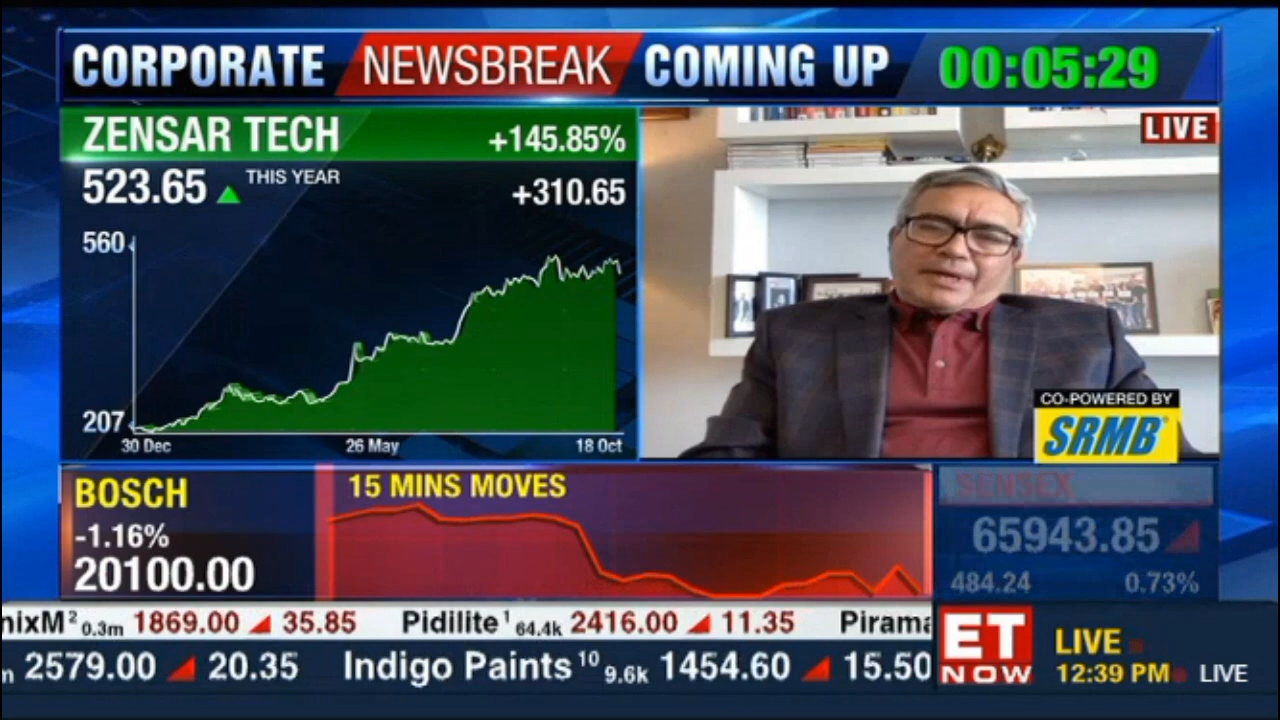 CORPORATE NEWSBREAK COMING UP 00:05:29
ZENSAR TECH +145.85%
523.65 THIS YEAR +310.65
560
207
30 Dec 26 May 18 Oct
LIVE
CO-POWERED BY
SRMB
BOSCH
-1.16%
20100.00
15 MINS MOVES
SENSEX
65943.85
484.24 0.73%
nixM² 0.3m 1869.00 35.85 Pidilite¹ 64.4k 2416.00 11.35 Pirama
m 2579.00 20.35 Indigo Paints¹⁰ 9.6k 1454.60 15.50
ET
NOW
LIVE
12:39 PM
LIVE